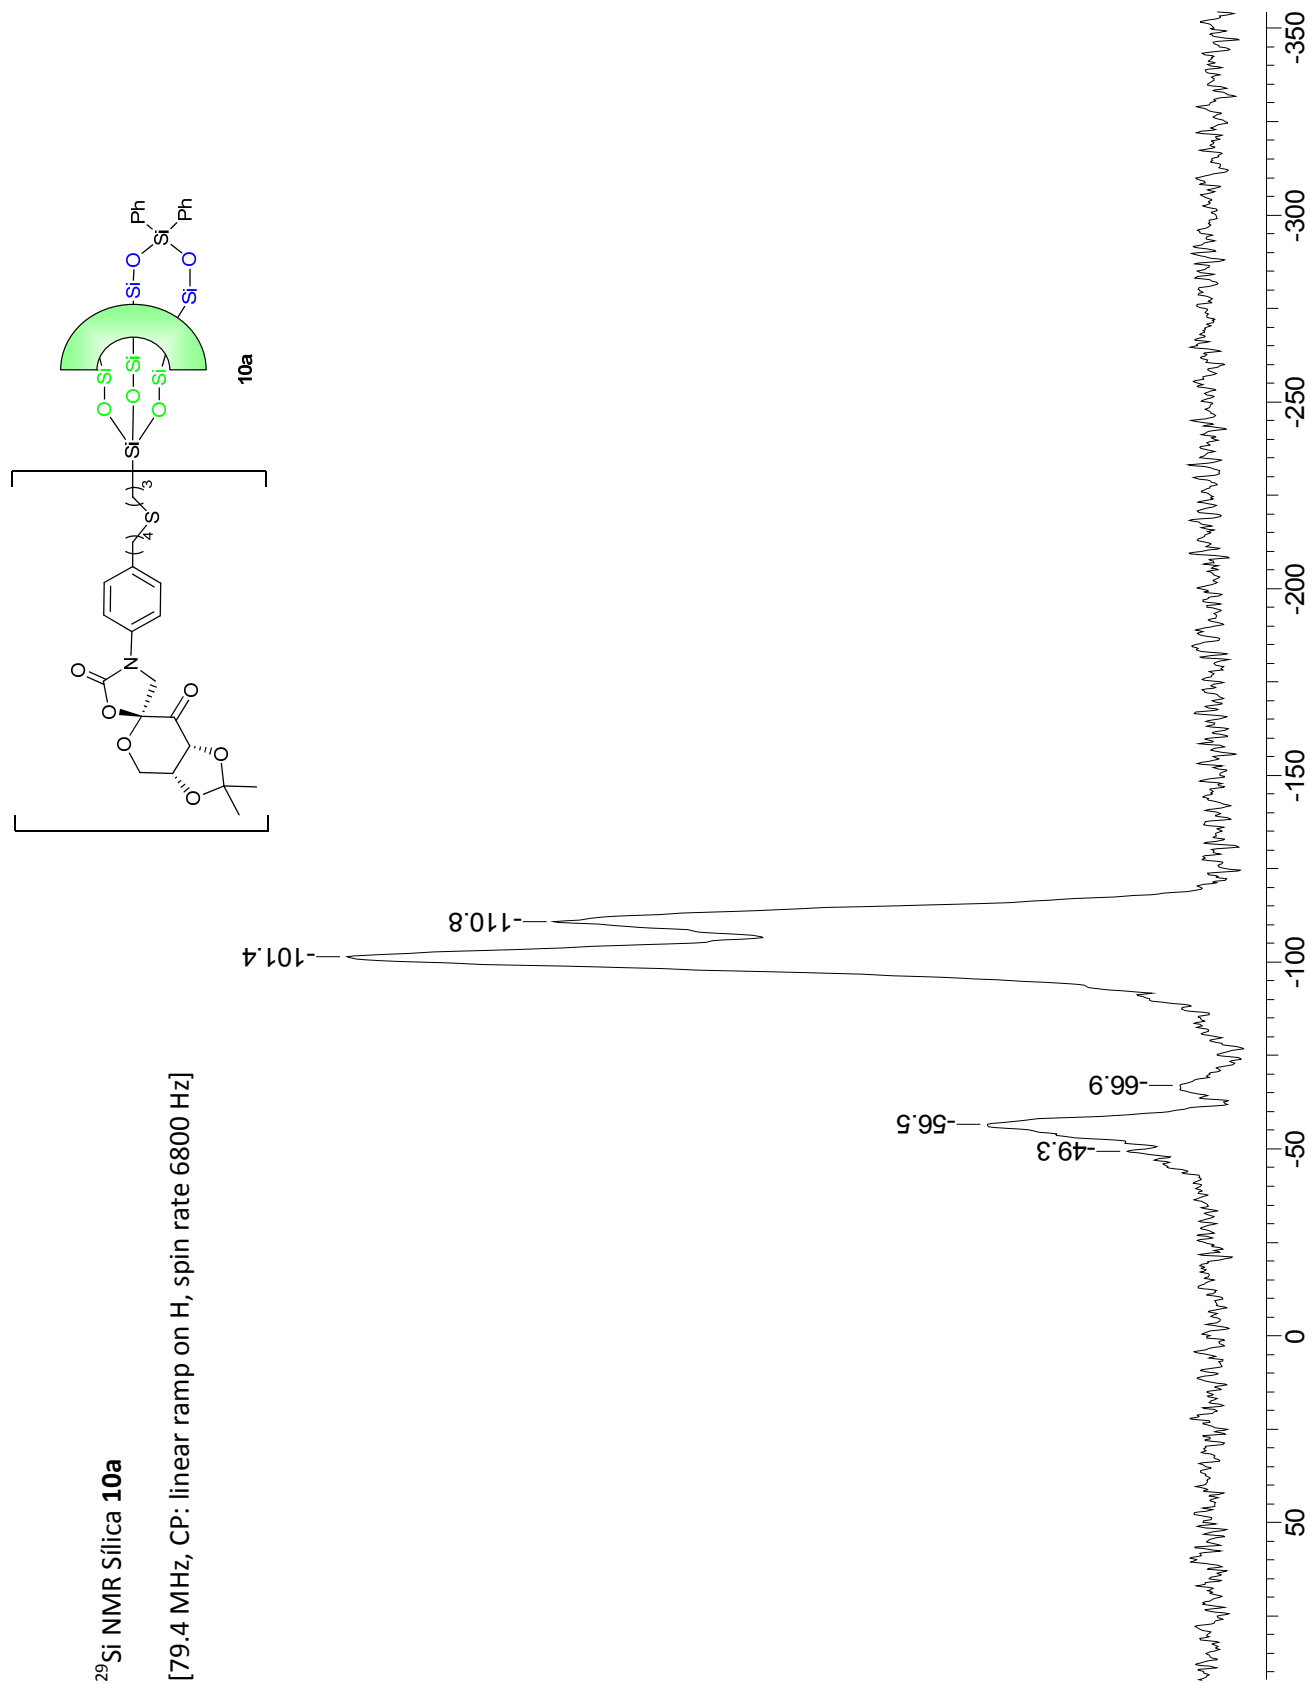 ²⁹Si NMR Sílica 10a
[79.4 MHz, CP: linear ramp on H, spin rate 6800 Hz]
O
O
N
O
O
O
O
( )4
S
( )3
Si
O
O
O
Si
Si
Si
Si
Si
O
O
Si
Ph
Ph
10a
-49.3
-56.5
-66.9
-101.4
-110.8
50
0
-50
-100
-150
-200
-250
-300
-350